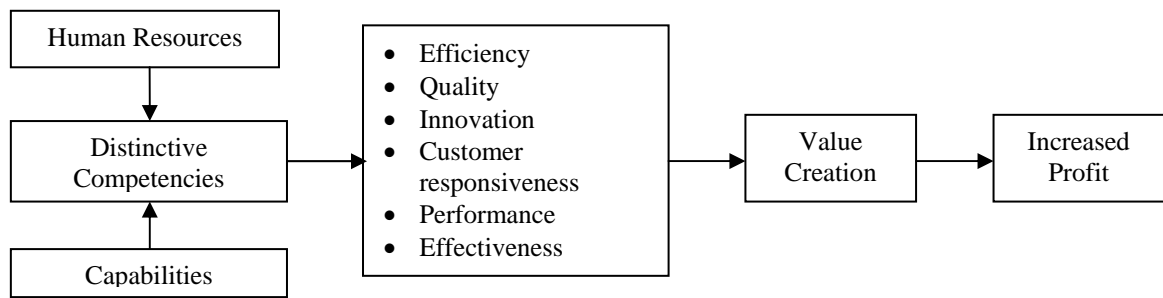 Human Resources
Distinctive
Competencies
Capabilities
• Efficiency
• Quality
• Innovation
• Customer
responsiveness
• Performance
• Effectiveness
Value
Creation
Increased
Profit